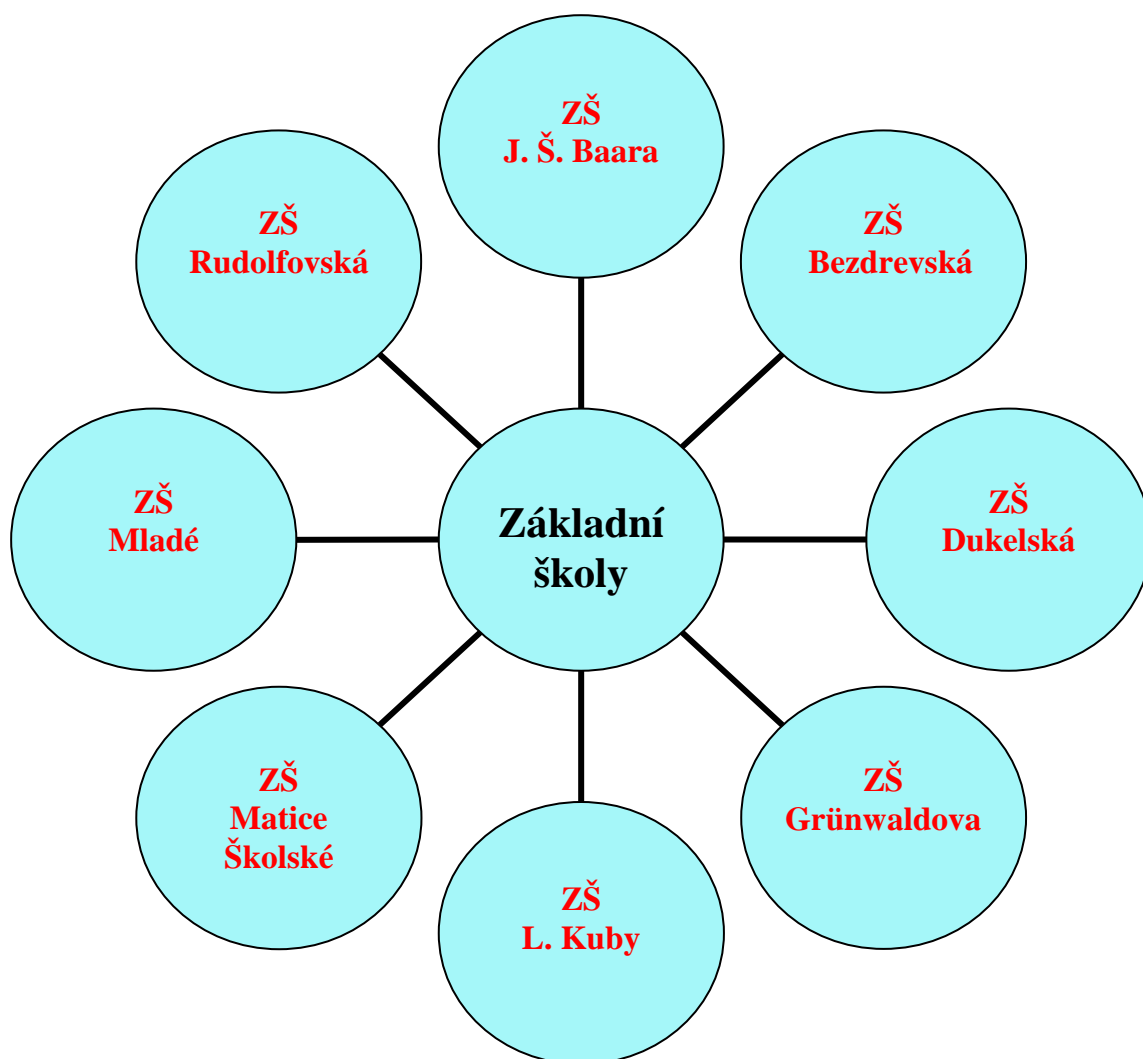 ZŠ
J. Š. Baara
ZŠ
Rudolfovská
ZŠ
Bezdrevská
ZŠ
Mladé
Základní
školy
ZŠ
Dukelská
ZŠ
Matice
Školské
ZŠ
Grünwaldova
ZŠ
L. Kuby